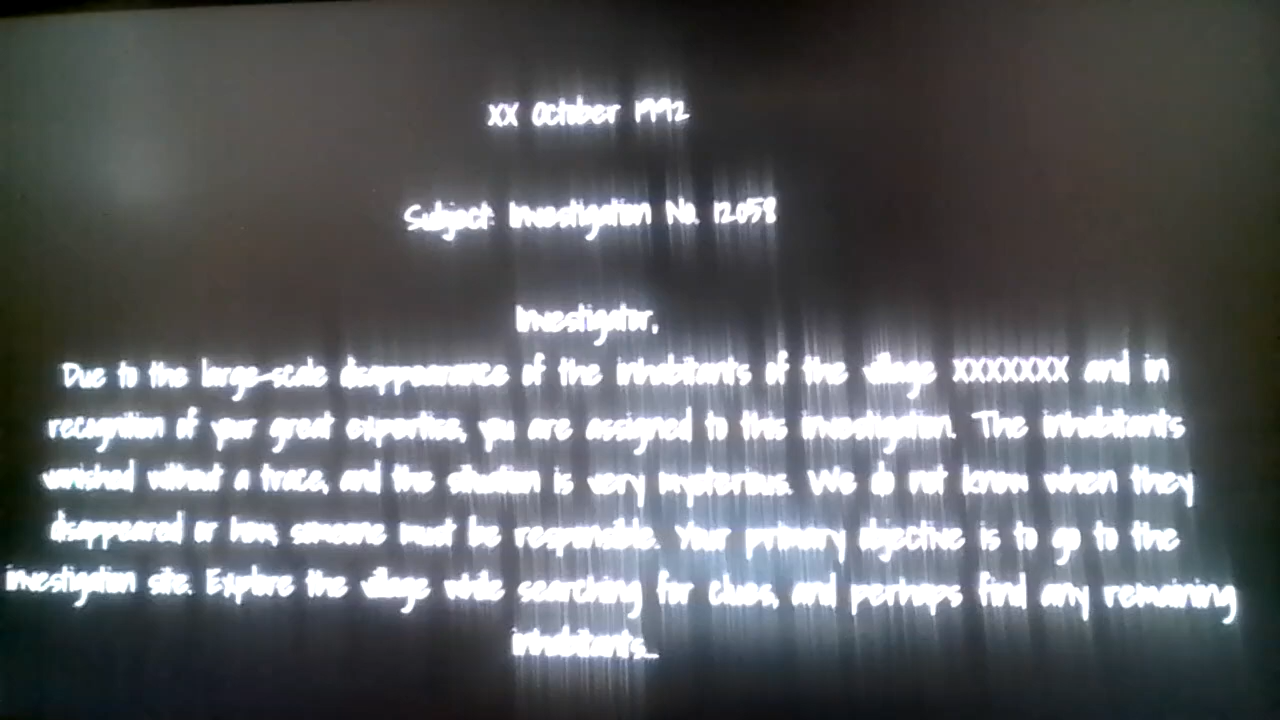 XX October 1992
Subject: Investigation No. 12058
Investigator,
Due to the large-scale disappearance of the inhabitants of the village XXXXXXXX and in
recognition of your great expertise, you are assigned to this investigation. The inhabitants
vanished without a trace, and the situation is very mysterious. We do not know when they
disappeared or how, someone must be responsible. Your primary objective is to go to the
investigation site. Explore the village while searching for clues, and perhaps find any remaining
inhabitants...